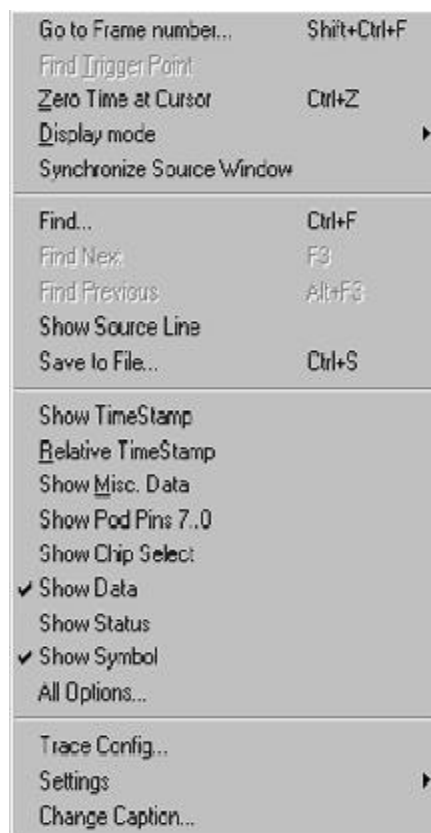 Go to Frame number... Shift+Ctrl+F
Find Trigger Point
Zero Time at Cursor Ctrl+Z
Display mode
Synchronize Source Window
Find... Ctrl+F
Find Next F3
Find Previous Alt+F3
Show Source Line
Save to File... Ctrl+S
Show TimeStamp
Relative TimeStamp
Show Misc. Data
Show Pod Pins 7..0
Show Chip Select
✓ Show Data
Show Status
✓ Show Symbol
All Options...
Trace Config...
Settings
Change Caption...